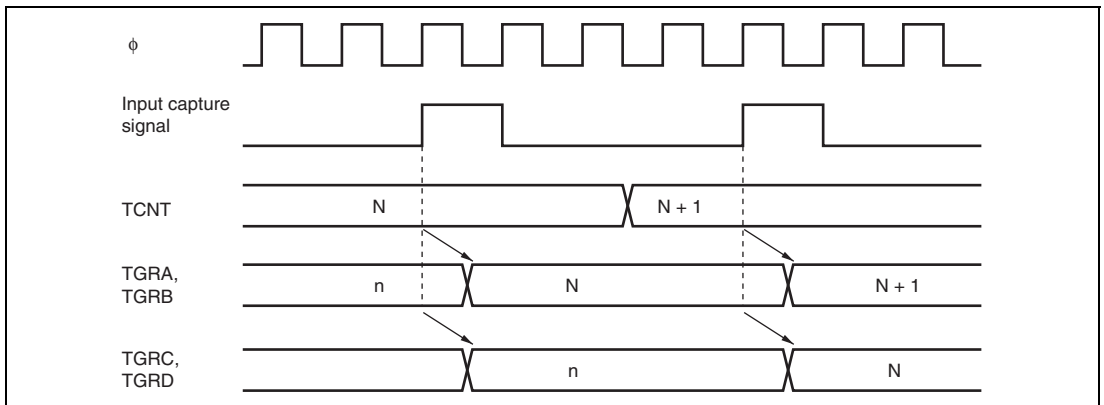 ϕ
Input capture
signal
TCNT
N
N + 1
TGRA,
TGRB
n
N
N + 1
TGRC,
TGRD
n
N